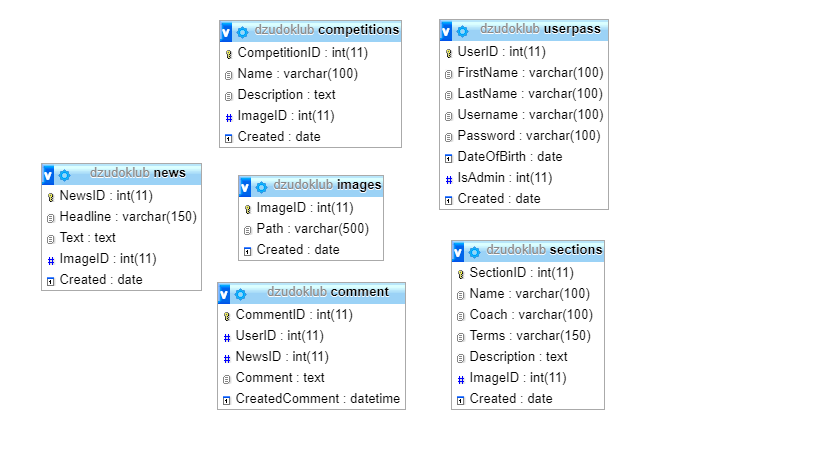 dzudoklub competitions
CompetitionID : int(11)
Name : varchar(100)
Description : text
ImageID : int(11)
Created : date
dzudoklub userpass
UserID : int(11)
FirstName : varchar(100)
LastName : varchar(100)
Username : varchar(100)
Password : varchar(100)
DateOfBirth : date
IsAdmin : int(11)
Created : date
dzudoklub news
NewsID : int(11)
Headline : varchar(150)
Text : text
ImageID : int(11)
Created : date
dzudoklub images
ImageID : int(11)
Path : varchar(500)
Created : date
dzudoklub comment
CommentID : int(11)
UserID : int(11)
NewsID : int(11)
Comment : text
CreatedComment : datetime
dzudoklub sections
SectionID : int(11)
Name : varchar(100)
Coach : varchar(100)
Terms : varchar(150)
Description : text
ImageID : int(11)
Created : date